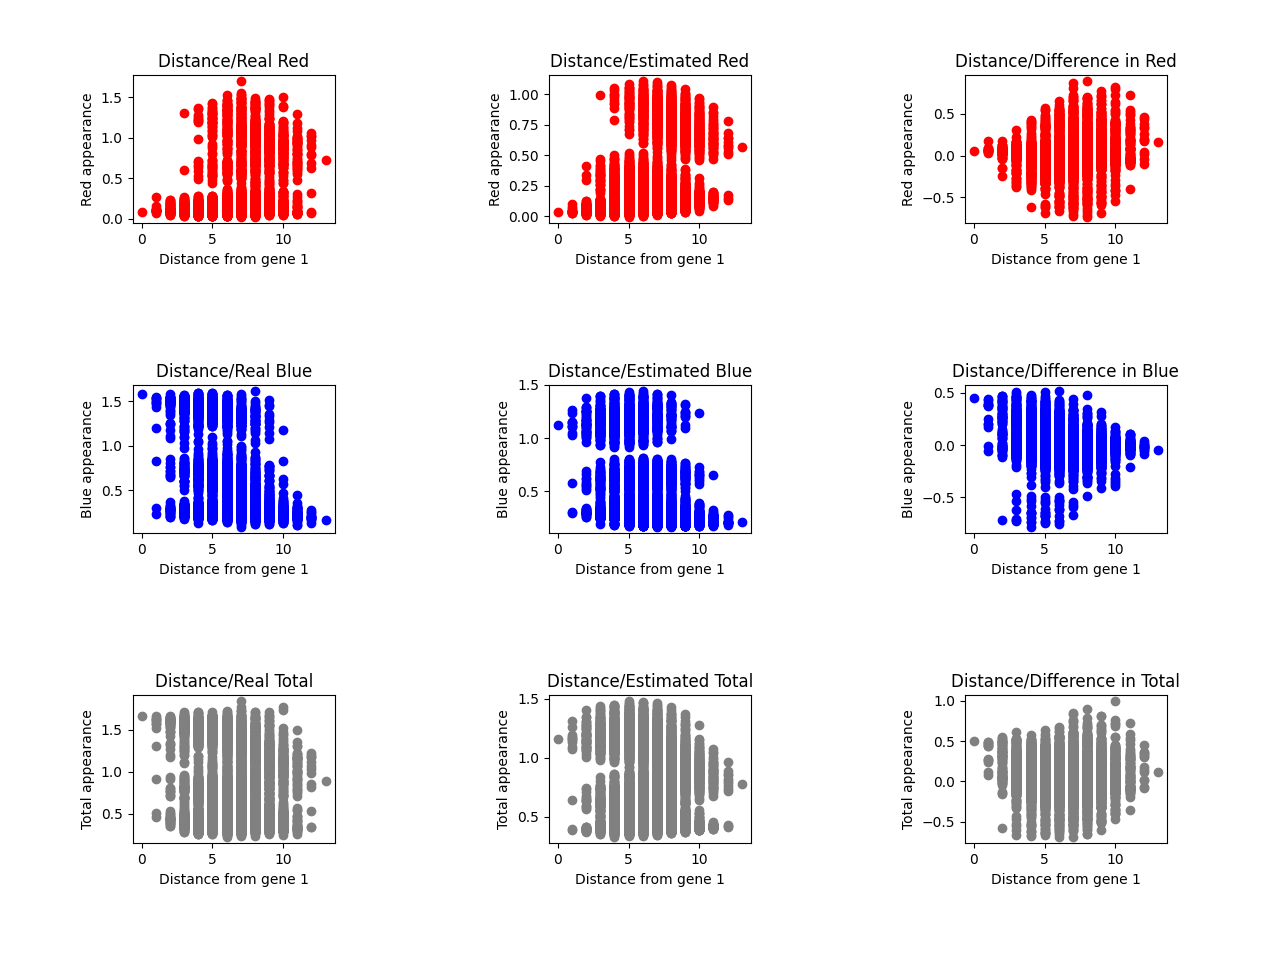 Distance/Real Red
Red appearance
1.5
1.0
0.5
0.0
0 5 10
Distance from gene 1
Distance/Estimated Red
Red appearance
1.00
0.75
0.50
0.25
0.00
0 5 10
Distance from gene 1
Distance/Difference in Red
Red appearance
0.5
0.0
−0.5
0 5 10
Distance from gene 1
Distance/Real Blue
Blue appearance
1.5
1.0
0.5
0 5 10
Distance from gene 1
Distance/Estimated Blue
Blue appearance
1.5
1.0
0.5
0 5 10
Distance from gene 1
Distance/Difference in Blue
Blue appearance
0.5
0.0
−0.5
0 5 10
Distance from gene 1
Distance/Real Total
Total appearance
1.5
1.0
0.5
0 5 10
Distance from gene 1
Distance/Estimated Total
Total appearance
1.5
1.0
0.5
0 5 10
Distance from gene 1
Distance/Difference in Total
Total appearance
1.0
0.5
0.0
−0.5
0 5 10
Distance from gene 1